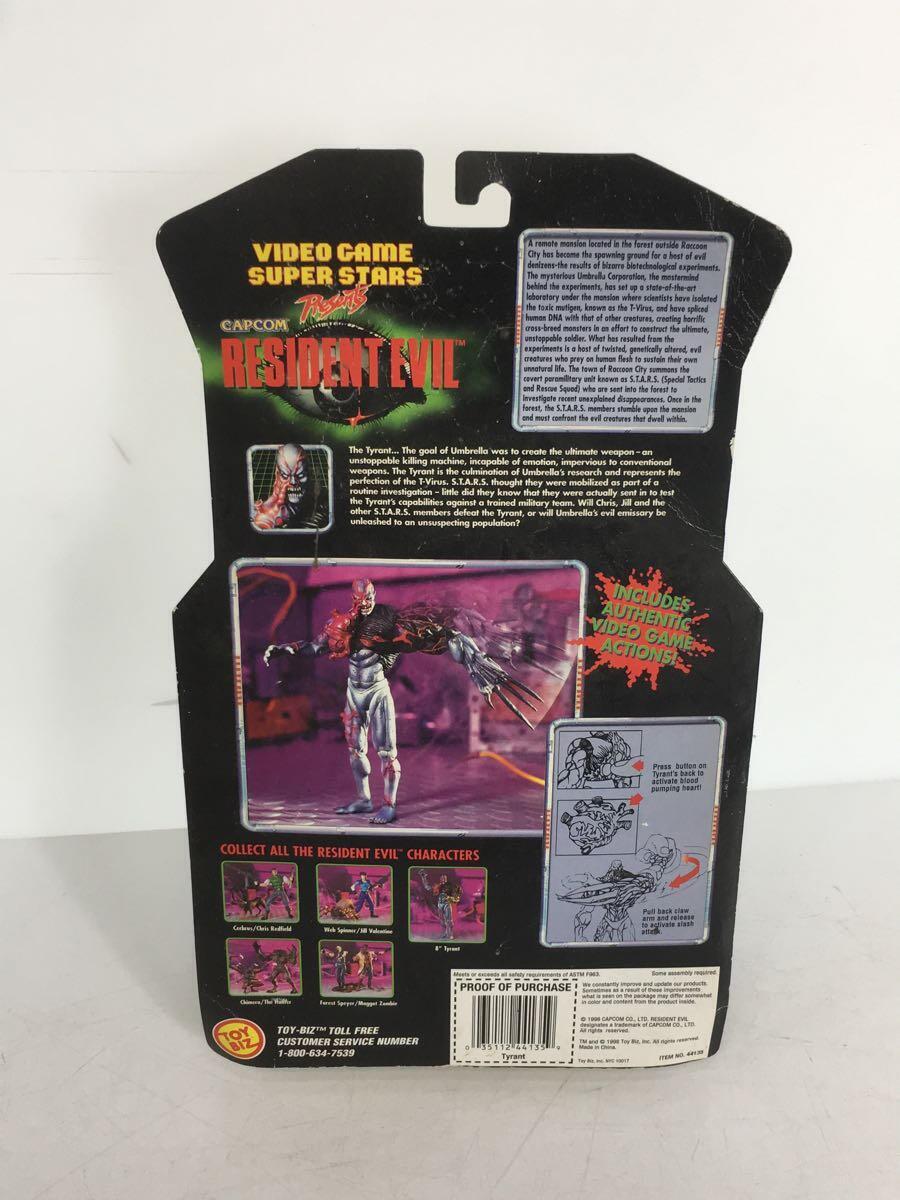 VIDEO GAME
SUPER STARS™
Presents
CAPCOM
RESIDENT EVIL™
A remote mansion located in the forest outside Raccoon
City has become the spawning ground for a host of evil
denizens-the results of bizarre biotechnological experiments.
The mysterious Umbrella Corporation, the mastermind
behind the experiments, has set up a state-of-the-art
laboratory under the mansion where scientists have isolated
the toxic mutigen, known as the T-Virus, and have spliced
human DNA with that of other creatures, creating horrific
cross-breed monsters in an effort to construct the ultimate,
unstoppable soldier. What has resulted from the
experiments is a host of twisted, genetically altered, evil
creatures who prey on human flesh to sustain their own
unnatural life. The town of Raccoon City summons the
covert paramilitary unit known as S.T.A.R.S. (Special Tactics
and Rescue Squad) who are sent into the forest to
investigate recent unexplained disappearances. Once in the
forest, the S.T.A.R.S. members stumble upon the mansion
and must confront the evil creatures that dwell within.
The Tyrant... The goal of Umbrella was to create the ultimate weapon – an
unstoppable killing machine, incapable of emotion, impervious to conventional
weapons. The Tyrant is the culmination of Umbrella's research and represents the
perfection of the T-Virus. S.T.A.R.S. thought they were mobilized as part of a
routine investigation – little did they know that they were actually sent in to test
the Tyrant's capabilities against a trained military team. Will Chris, Jill and the
other S.T.A.R.S. members defeat the Tyrant, or will Umbrella's evil emissary be
unleashed to an unsuspecting population?
INCLUDES
AUTHENTIC
VIDEO GAME
ACTIONS!
Press button on
Tyrant's back to
activate blood
pumping heart!
Pull back claw
arm and release
to activate slash
attack.
COLLECT ALL THE RESIDENT EVIL™ CHARACTERS
Cerberus/Chris Redfield
Web Spinner/Jill Valentine
8" Tyrant
Chimera/The Hunter
Forest Speyer/Maggot Zombie
TOY BIZ
TOY-BIZ™ TOLL FREE
CUSTOMER SERVICE NUMBER
1-800-634-7539
Meets or exceeds all safety requirements of ASTM F963.
Some assembly required.
PROOF OF PURCHASE
0 35112 44135 9
Tyrant
We constantly improve and update our products.
Sometimes as a result of these improvements
what is seen on the package may differ somewhat
in color and content from the product inside.
© 1998 CAPCOM CO., LTD. RESIDENT EVIL
designates a trademark of CAPCOM CO., LTD.
All rights reserved.
TM and © 1998 Toy Biz, Inc. All rights reserved.
Made in China.
Toy Biz, Inc. NYC 10017
ITEM NO. 44135